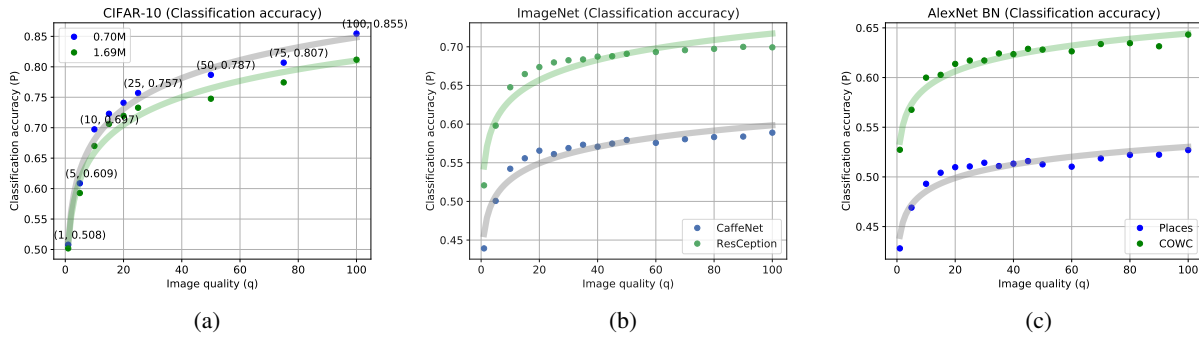 CIFAR-10 (Classification accuracy)
Classification accuracy (P)
0.85
0.80
0.75
0.70
0.65
0.60
0.55
0.50
0.70M
1.69M
(100, 0.855)
(75, 0.807)
(50, 0.787)
(25, 0.757)
(10, 0.697)
(5, 0.609)
(1, 0.508)
0 20 40 60 80 100
Image quality (q)
(a)
ImageNet (Classification accuracy)
Classification accuracy (P)
0.70
0.65
0.60
0.55
0.50
0.45
CaffeNet
ResCeption
0 20 40 60 80 100
Image quality (q)
(b)
AlexNet BN (Classification accuracy)
Classification accuracy (P)
0.65
0.60
0.55
0.50
0.45
Places
COWC
0 20 40 60 80 100
Image quality (q)
(c)